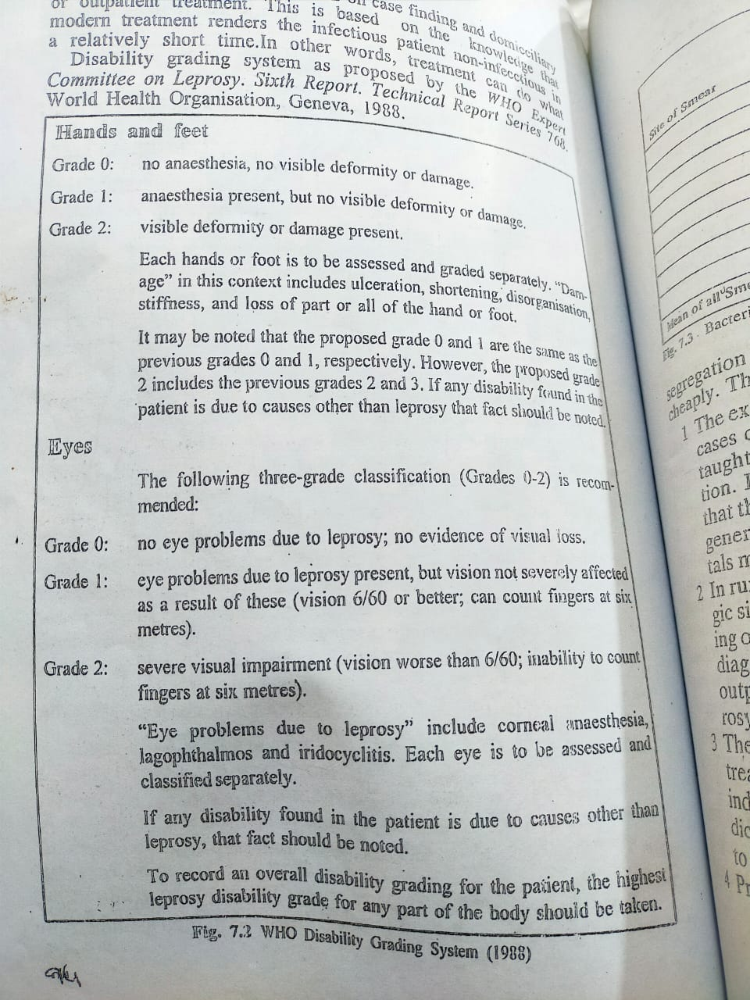 or outpatient treatment. This is based on case finding and domiciliary
modern treatment renders the infectious patient non-infecctious in
a relatively short time.In other words, treatment can do what
Disability grading system as proposed by the WHO Expert
Committee on Leprosy. Sixth Report. Technical Report Series 768.
World Health Organisation, Geneva, 1988.
Hands and feet
Grade 0: no anaesthesia, no visible deformity or damage.
Grade 1: anaesthesia present, but no visible deformity or damage.
Grade 2: visible deformity or damage present.
Each hands or foot is to be assessed and graded separately. “Dam-
age” in this context includes ulceration, shortening, disorganisation,
stiffness, and loss of part or all of the hand or foot.
It may be noted that the proposed grade 0 and 1 are the same as the
previous grades 0 and 1, respectively. However, the proposed grade
2 includes the previous grades 2 and 3. If any disability found in the
patient is due to causes other than leprosy that fact should be noted.
Eyes
The following three-grade classification (Grades 0-2) is recom-
mended:
Grade 0: no eye problems due to leprosy; no evidence of visual loss.
Grade 1: eye problems due to leprosy present, but vision not severely affected
as a result of these (vision 6/60 or better; can count fingers at six
metres).
Grade 2: severe visual impairment (vision worse than 6/60; inability to count
fingers at six metres).
“Eye problems due to leprosy” include corneal anaesthesia,
lagophthalmos and iridocyclitis. Each eye is to be assessed and
classified separately.
If any disability found in the patient is due to causes other than
leprosy, that fact should be noted.
To record an overall disability grading for the patient, the highest
leprosy disability grade for any part of the body should be taken.
Fig. 7.2 WHO Disability Grading System (1988)
Site of Smear
Mean of all Sme
Fig. 7.3 Bacteri
segregation
cheaply. Th
1 The ex
cases
taught
tion.
that th
gener
tals m
2 In ru
gic si
ing o
diag
outp
rosy
3 The
trea
ind
dic
to
4 Pr